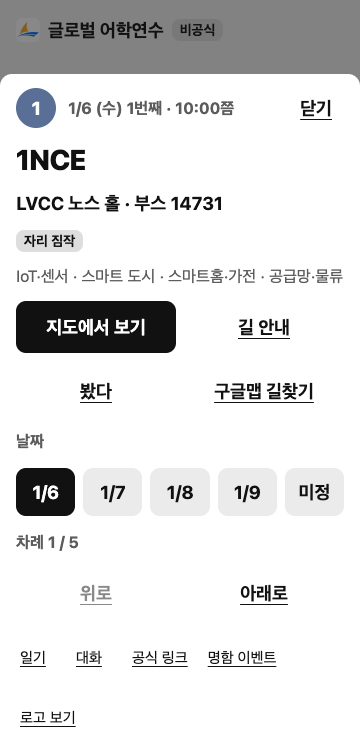 글로벌 어학연수 비공식
1 1/6 (수) 1번째 · 10:00쯤 닫기
1NCE
LVCC 노스 홀 · 부스 14731
자리 짐작
IoT·센서 · 스마트 도시 · 스마트홈·가전 · 공급망·물류
지도에서 보기 길 안내
봤다 구글맵 길찾기
날짜
1/6 1/7 1/8 1/9 미정
차례 1 / 5
위로 아래로
일기 대화 공식 링크 명함 이벤트
로고 보기